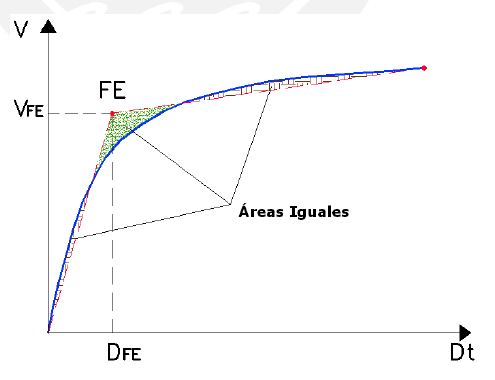 V
FE
VFE
Áreas Iguales
DFE
Dt